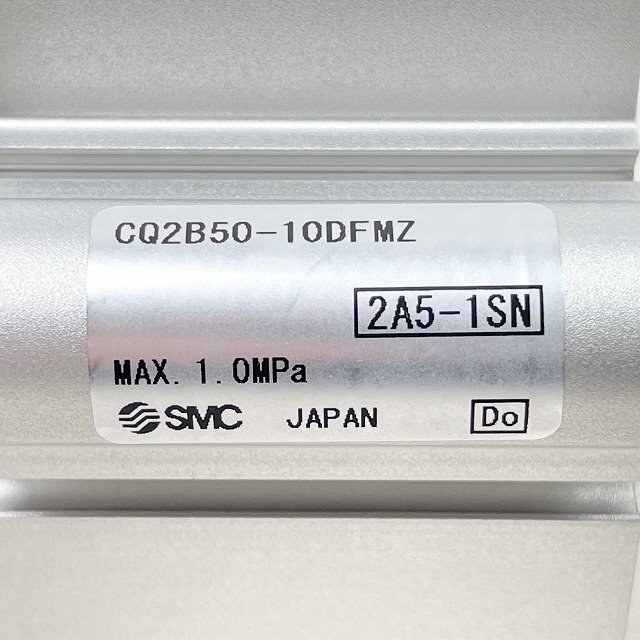 CQ2B50-10DFMZ
2A5-1SN
MAX. 1.0MPa
SMC JAPAN Do